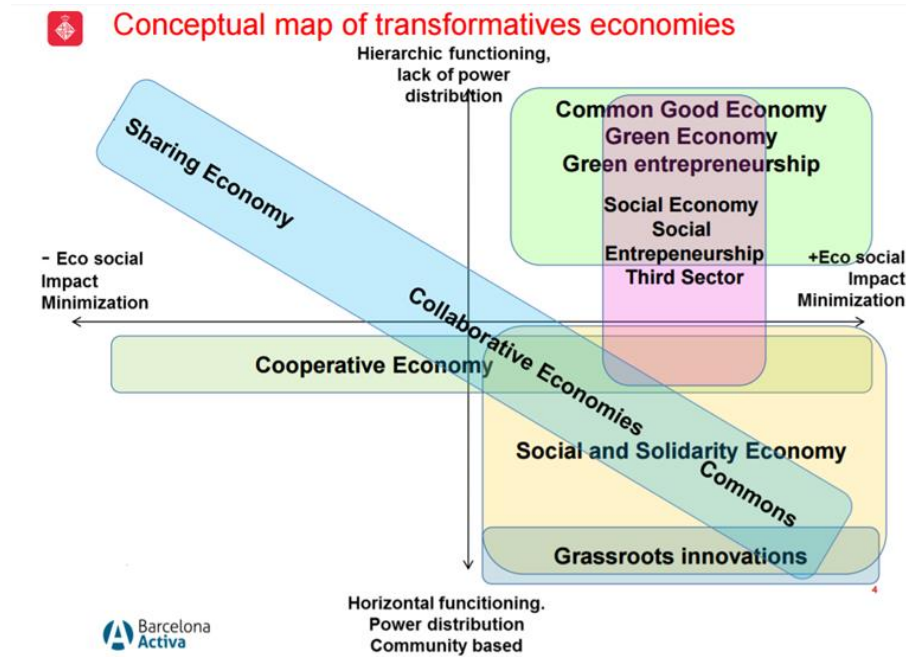 Conceptual map of transformatives economies
Hierarchic functioning,
lack of power
distribution
Common Good Economy
Green Economy
Green entrepreneurship
Sharing Economy
Social Economy
Social
Entrepeneurship
Third Sector
- Eco social
Impact
Minimization
+Eco social
Impact
Minimization
Collaborative Economies
Cooperative Economy
Social and Solidarity Economy
Commons
Grassroots innovations
4
Horizontal funcitioning.
Power distribution
Community based
Barcelona
Activa